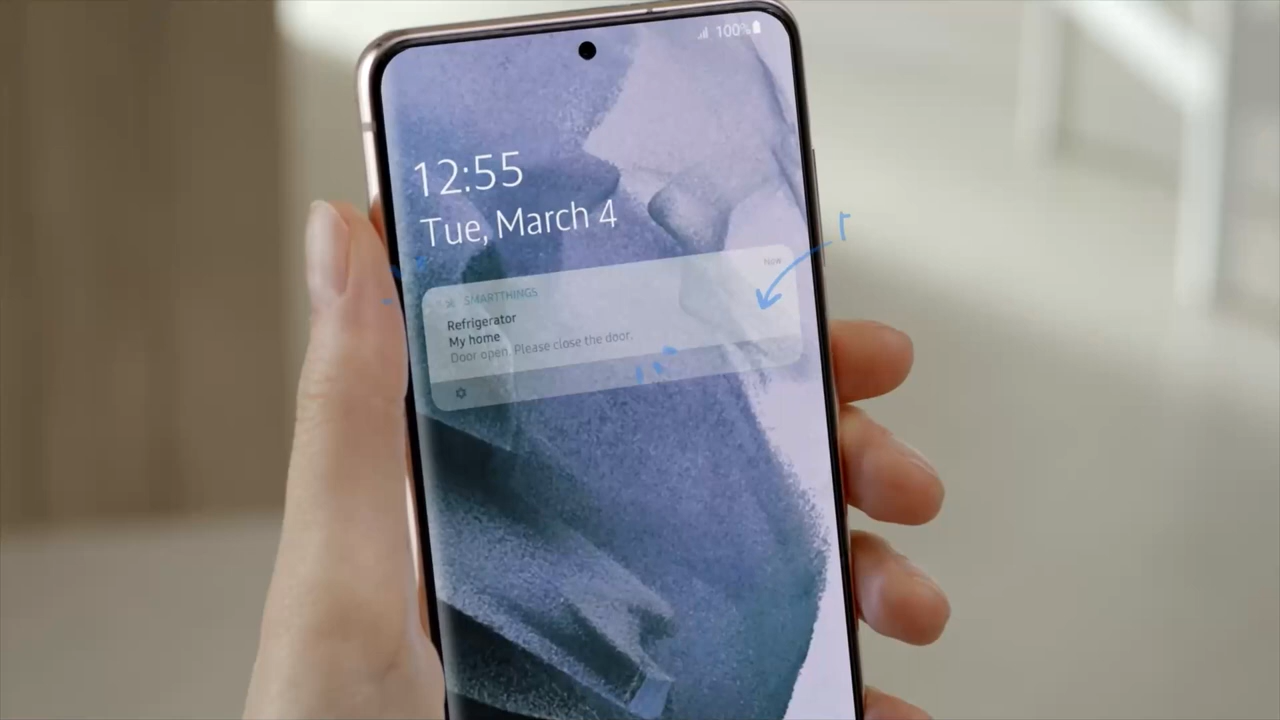 100%
12:55
Tue, March 4
Now
SMARTTHINGS
Refrigerator
My home
Door open. Please close the door.
r